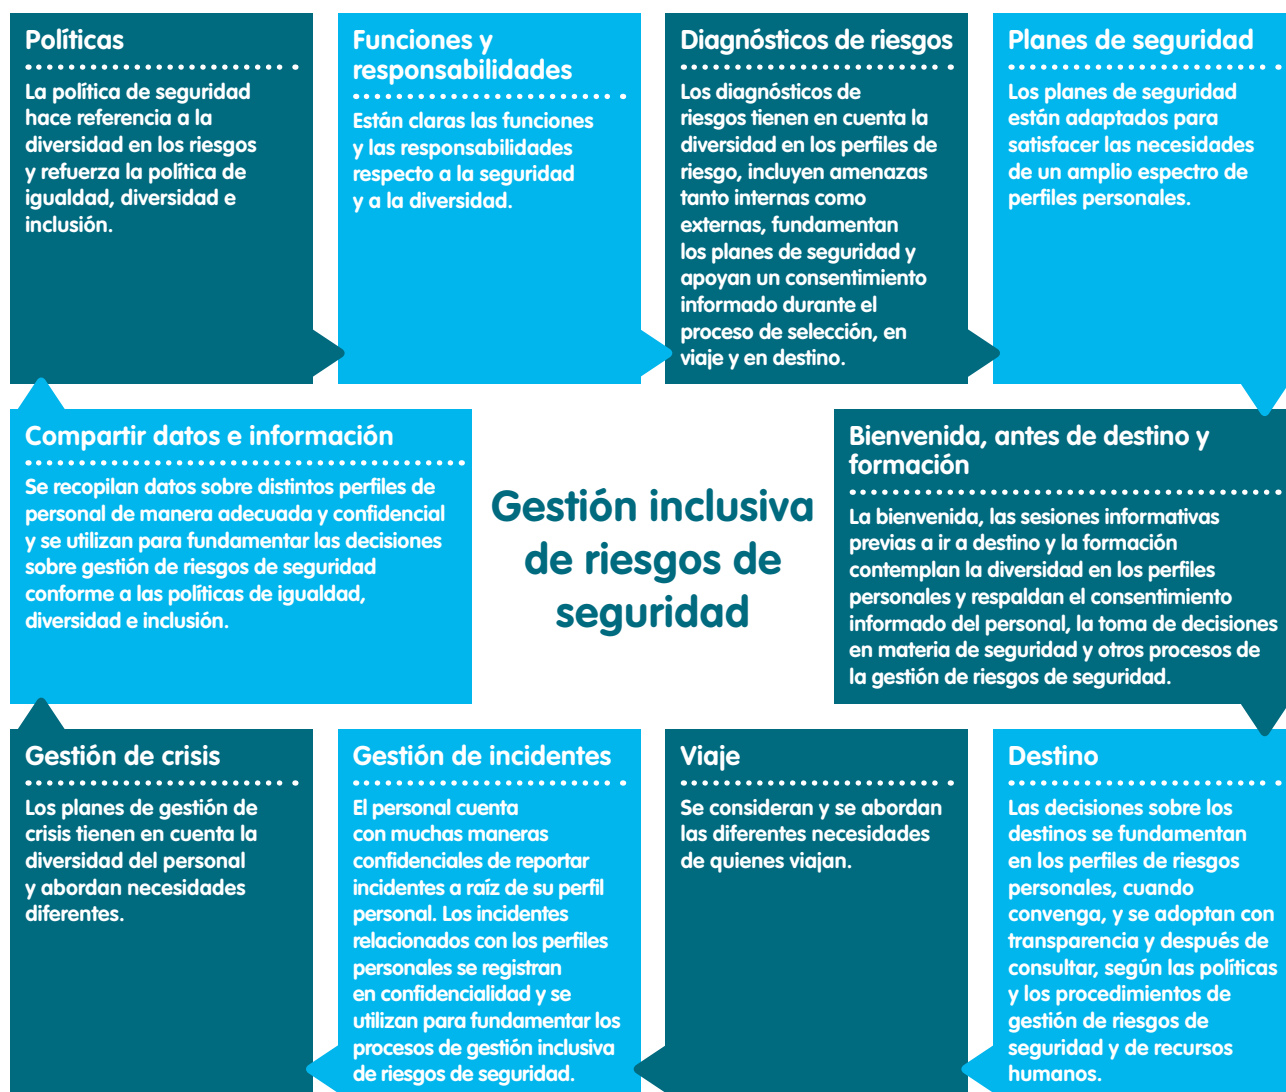 Políticas
La política de seguridad
hace referencia a la
diversidad en los riesgos
y refuerza la política de
igualdad, diversidad e
inclusión.
Funciones y
responsabilidades
Están claras las funciones
y las responsabilidades
respecto a la seguridad
y a la diversidad.
Diagnósticos de riesgos
Los diagnósticos de
riesgos tienen en cuenta la
diversidad en los perfiles de
riesgo, incluyen amenazas
tanto internas como
externas, fundamentan
los planes de seguridad y
apoyan un consentimiento
informado durante el
proceso de selección, en
viaje y en destino.
Planes de seguridad
Los planes de seguridad
están adaptados para
satisfacer las necesidades
de un amplio espectro de
perfiles personales.
Compartir datos e información
Se recopilan datos sobre distintos perfiles de
personal de manera adecuada y confidencial
y se utilizan para fundamentar las decisiones
sobre gestión de riesgos de seguridad
conforme a las políticas de igualdad,
diversidad e inclusión.
Gestión inclusiva
de riesgos de
seguridad
Bienvenida, antes de destino y
formación
La bienvenida, las sesiones informativas
previas a ir a destino y la formación
contemplan la diversidad en los perfiles
personales y respaldan el consentimiento
informado del personal, la toma de decisiones
en materia de seguridad y otros procesos de
la gestión de riesgos de seguridad.
Gestión de crisis
Los planes de gestión de
crisis tienen en cuenta la
diversidad del personal
y abordan necesidades
diferentes.
Gestión de incidentes
El personal cuenta
con muchas maneras
confidenciales de reportar
incidentes a raíz de su perfil
personal. Los incidentes
relacionados con los perfiles
personales se registran
en confidencialidad y se
utilizan para fundamentar los
procesos de gestión inclusiva
de riesgos de seguridad.
Viaje
Se consideran y se abordan
las diferentes necesidades
de quienes viajan.
Destino
Las decisiones sobre los
destinos se fundamentan
en los perfiles de riesgos
personales, cuando
convenga, y se adoptan con
transparencia y después de
consultar, según las políticas
y los procedimientos de
gestión de riesgos de
seguridad y de recursos
humanos.